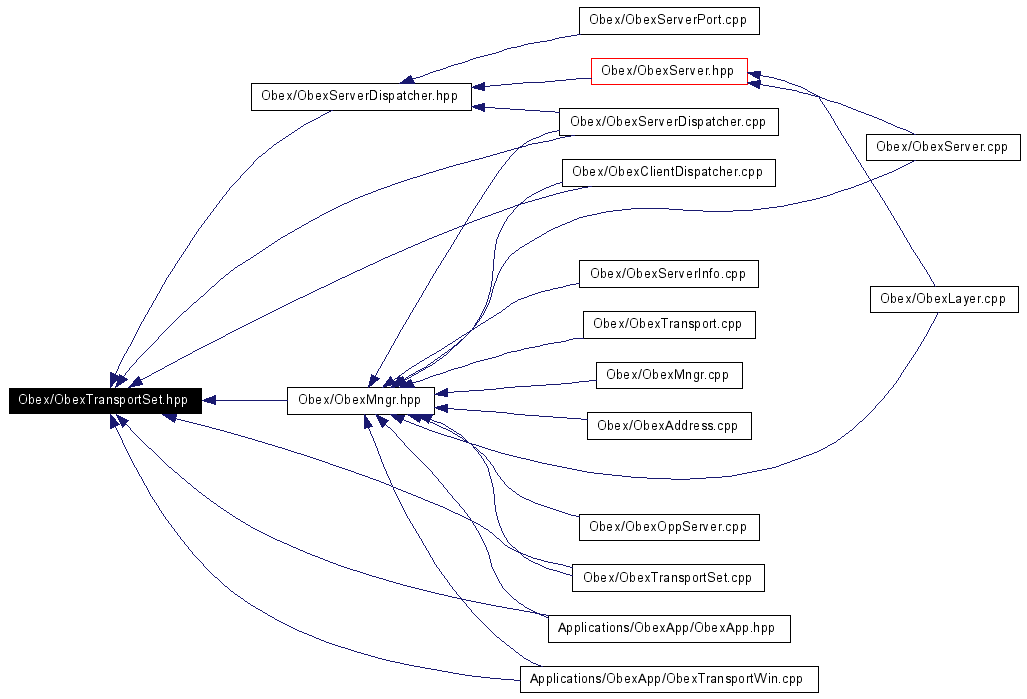 Obex/ObexServerPort.cpp
Obex/ObexServer.hpp
Obex/ObexServerDispatcher.hpp
Obex/ObexServerDispatcher.cpp
Obex/ObexServer.cpp
Obex/ObexClientDispatcher.cpp
Obex/ObexServerInfo.cpp
Obex/ObexLayer.cpp
Obex/ObexTransport.cpp
Obex/ObexMngr.cpp
Obex/ObexTransportSet.hpp
Obex/ObexMngr.hpp
Obex/ObexAddress.cpp
Obex/ObexOppServer.cpp
Obex/ObexTransportSet.cpp
Applications/ObexApp/ObexApp.hpp
Applications/ObexApp/ObexTransportWin.cpp